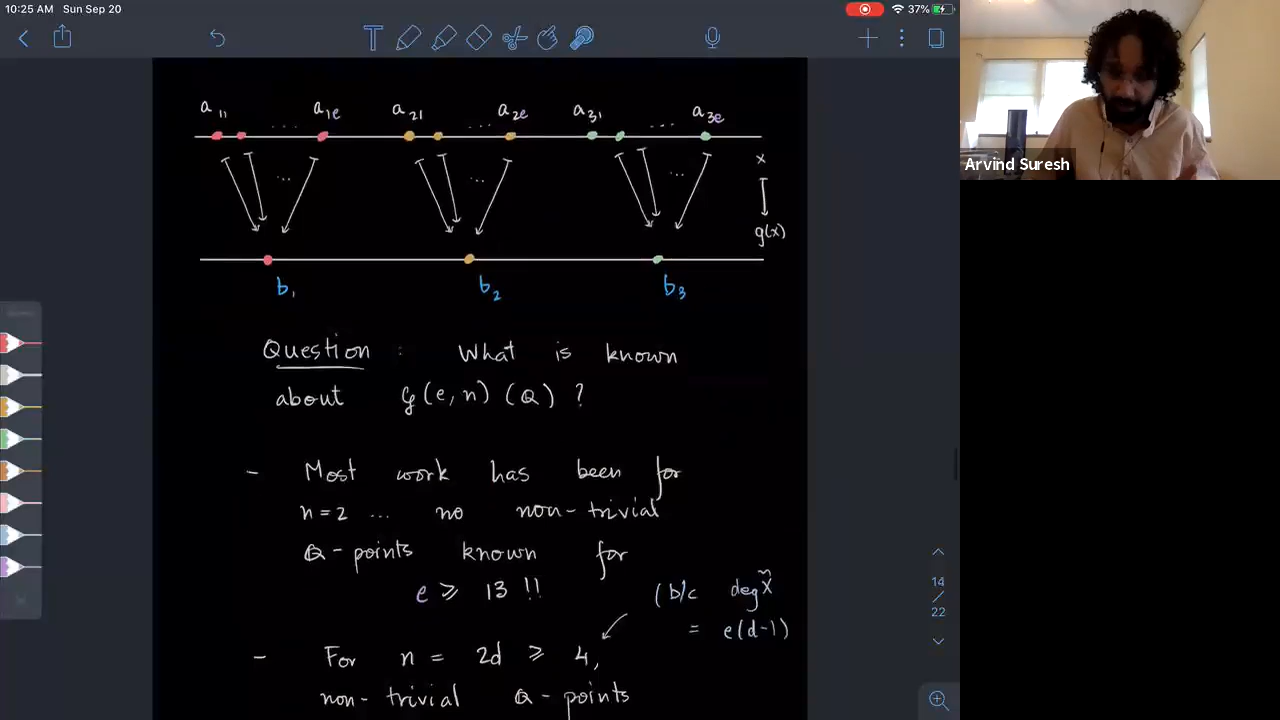 10:25 AM Sun Sep 20
37%
a₁₁ ... a₁e a₂₁ ... a₂e a₃₁ ... a₃e
... ... ... x
g(x)
b₁ b₂ b₃
Question : What is known
about G(e, n) (Q) ?
- Most work has been for
n=2 ... no non-trivial
Q-points known for
e ≥ 13 !!
(b/c deg X̃
= e(d-1)
- For n = 2d ≥ 4,
non-trivial Q-points
14
/
22
Arvind Suresh